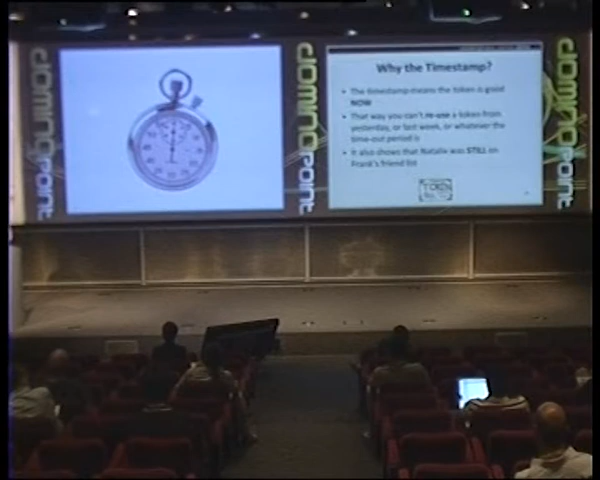 DOMINOPOINT
DOMINOPOINT
DOMINOPOINT
Why the Timestamp?
• The timestamp means the token is good
NOW
• That way you can't re-use a token from
yesterday, or last week, or whatever the
time-out period is
• It also shows that Natalie was STILL on
Frank's friend list
TOKEN